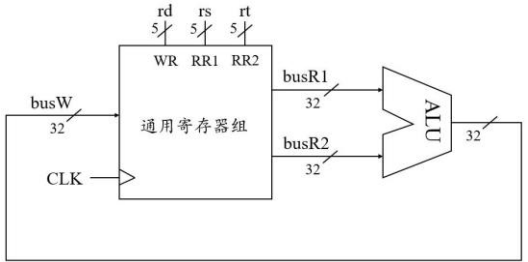 rd rs rt
5 5 5
WR RR1 RR2
busR1
busW 32
32 通用寄存器组 ALU
busR2 32
CLK 32